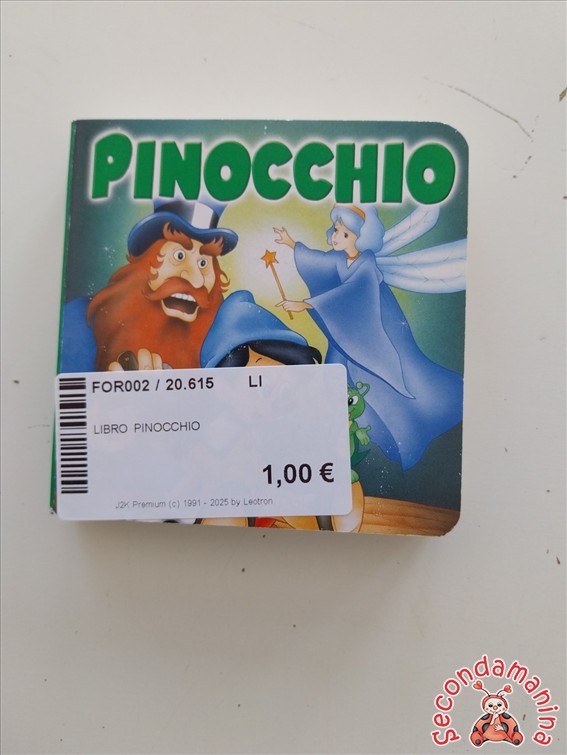 PINOCCHIO
FOR002 / 20.615 LI
LIBRO PINOCCHIO
1,00 €
J2K Premium (c) 1991 - 2025 by Leotron
Secondamanina